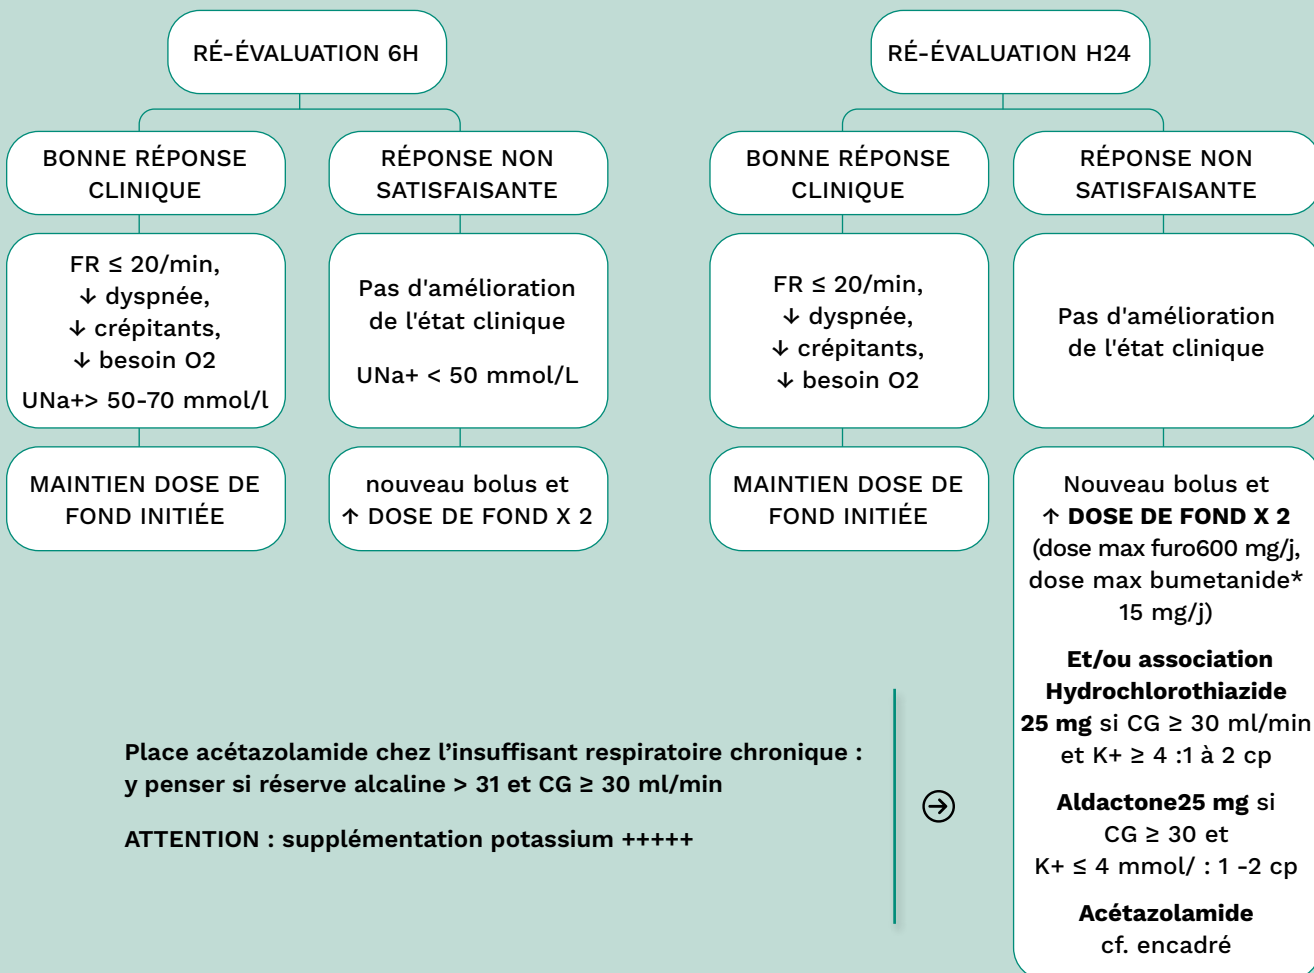 RÉ-ÉVALUATION 6H
BONNE RÉPONSE
CLINIQUE
FR ≤ 20/min,
↓ dyspnée,
↓ crépitants,
↓ besoin O2
UNa+> 50-70 mmol/l
MAINTIEN DOSE DE
FOND INITIÉE
RÉPONSE NON
SATISFAISANTE
Pas d'amélioration
de l'état clinique
UNa+ < 50 mmol/L
nouveau bolus et
↑ DOSE DE FOND X 2
RÉ-ÉVALUATION H24
BONNE RÉPONSE
CLINIQUE
FR ≤ 20/min,
↓ dyspnée,
↓ crépitants,
↓ besoin O2
MAINTIEN DOSE DE
FOND INITIÉE
RÉPONSE NON
SATISFAISANTE
Pas d'amélioration
de l'état clinique
Nouveau bolus et
↑ DOSE DE FOND X 2
(dose max furo600 mg/j,
dose max bumetanide*
15 mg/j)
Et/ou association
Hydrochlorothiazide
25 mg si CG ≥ 30 ml/min
et K+ ≥ 4 :1 à 2 cp
Aldactone25 mg si
CG ≥ 30 et
K+ ≤ 4 mmol/ : 1 -2 cp
Acétazolamide
cf. encadré
Place acétazolamide chez l’insuffisant respiratoire chronique :
y penser si réserve alcaline > 31 et CG ≥ 30 ml/min
ATTENTION : supplémentation potassium +++++